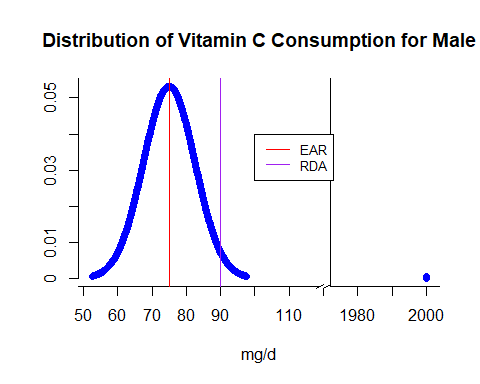 Distribution of Vitamin C Consumption for Male
0.05
0.03
0.01
0
EAR
RDA
50 60 70 80 90 110 1980 2000
mg/d